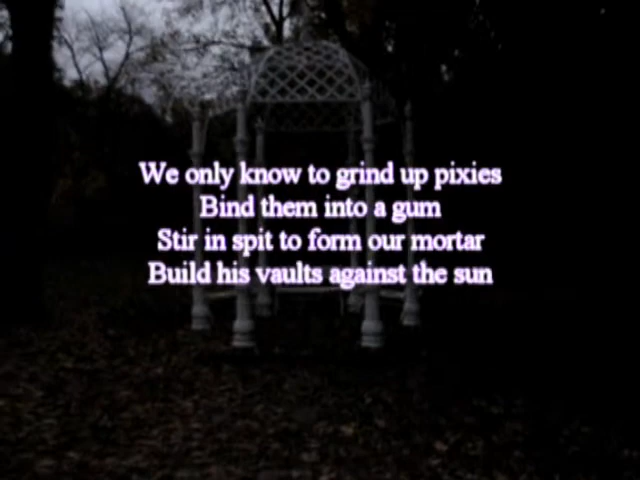 We only know to grind up pixies
Bind them into a gum
Stir in spit to form our mortar
Build his vaults against the sun